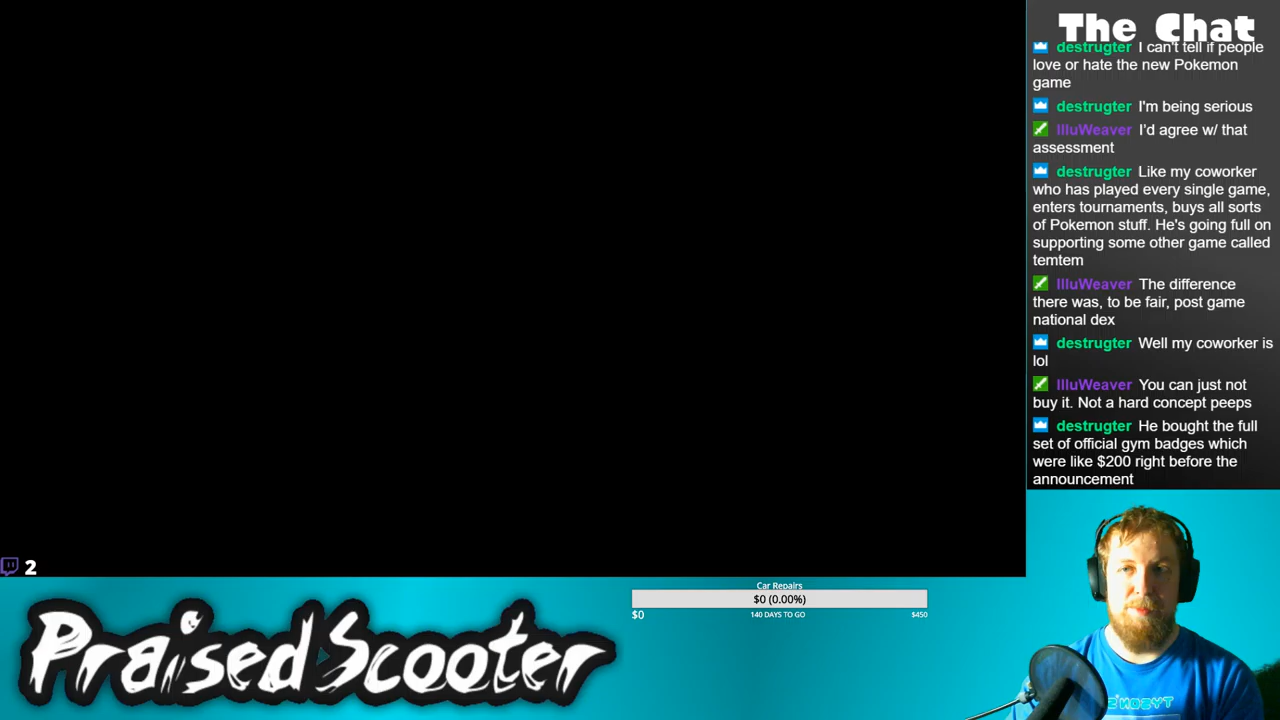 The Chat
destrugter I can't tell if people
love or hate the new Pokemon
game
destrugter I'm being serious
IlluWeaver I'd agree w/ that
assessment
destrugter Like my coworker
who has played every single game,
enters tournaments, buys all sorts
of Pokemon stuff. He's going full on
supporting some other game called
temtem
IlluWeaver The difference
there was, to be fair, post game
national dex
destrugter Well my coworker is
lol
IlluWeaver You can just not
buy it. Not a hard concept peeps
destrugter He bought the full
set of official gym badges which
were like $200 right before the
announcement
2
Car Repairs
$0 (0.00%)
$0 140 DAYS TO GO $450
PraisedScooter